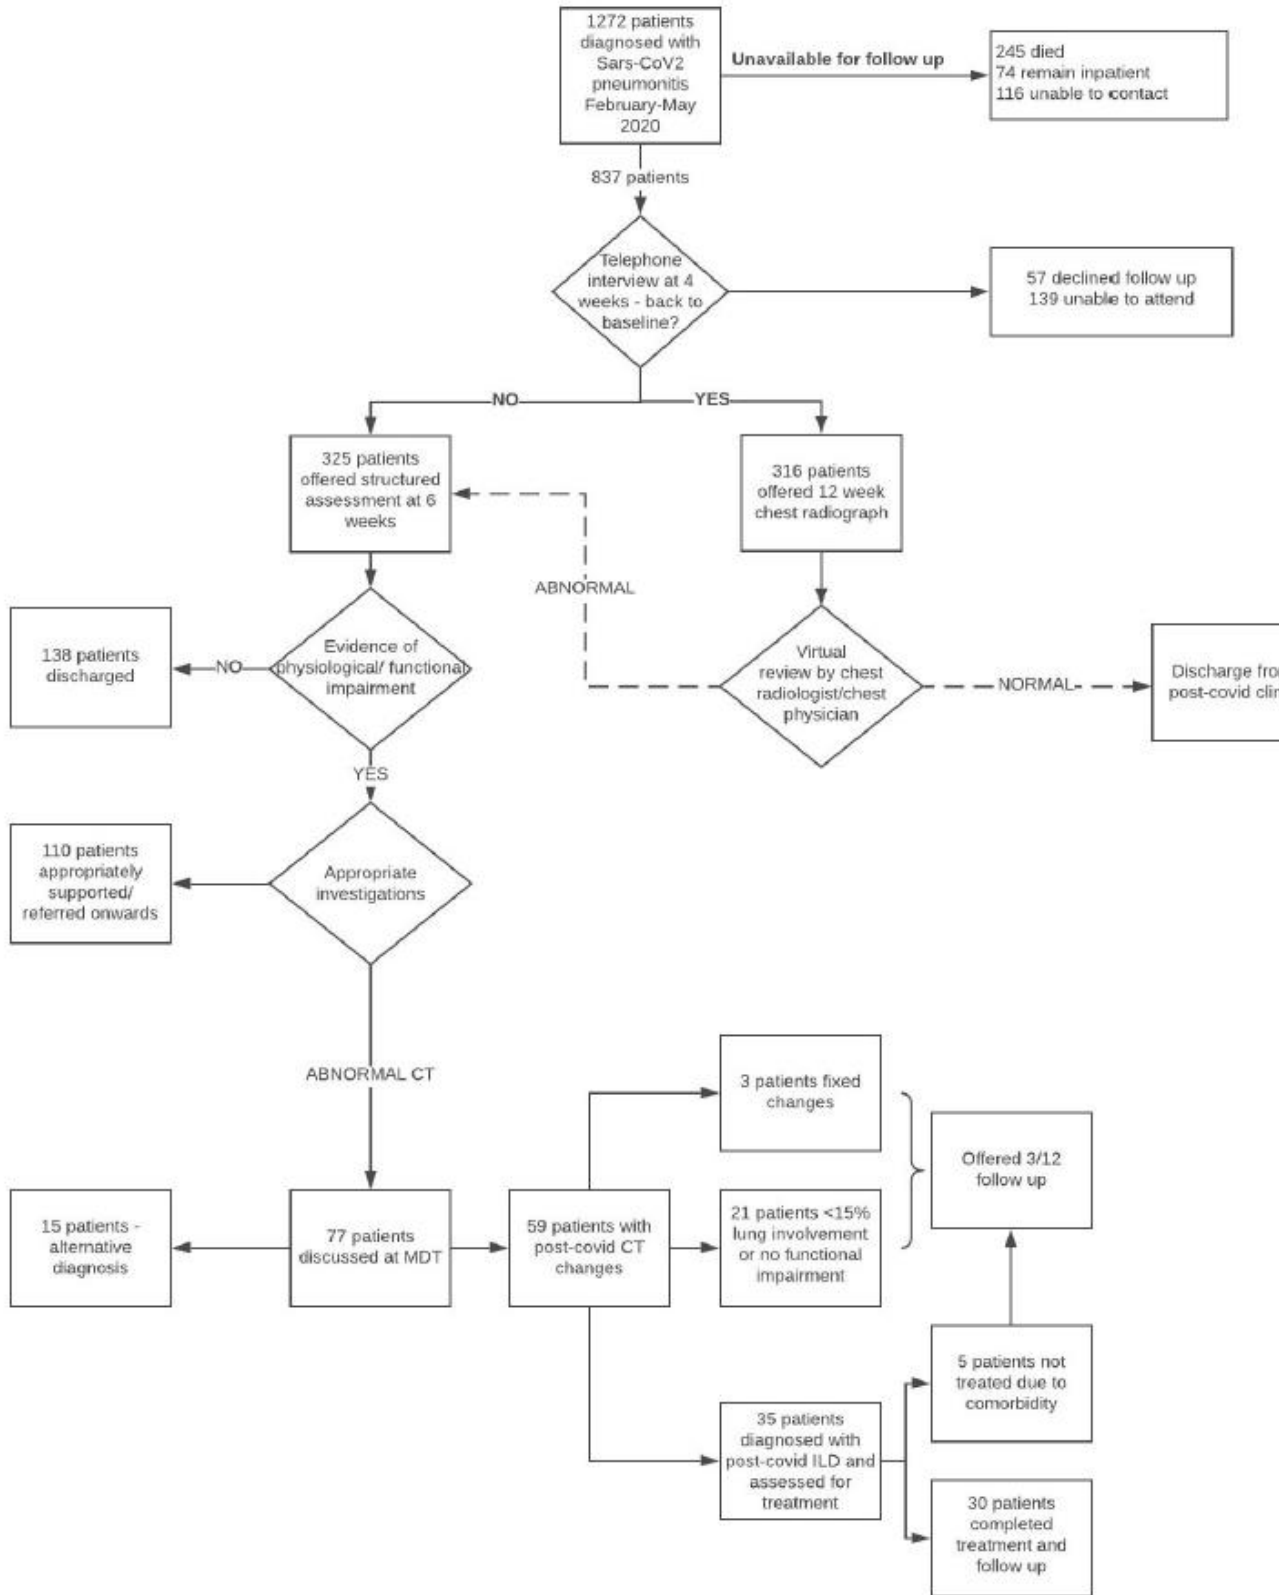 1272 patients
diagnosed with
Sars-CoV2
pneumonitis
February-May
2020
Unavailable for follow up
245 died
74 remain inpatient
116 unable to contact
837 patients
Telephone
interview at 4
weeks - back to
baseline?
57 declined follow up
139 unable to attend
NO
YES
325 patients
offered structured
assessment at 6
weeks
316 patients
offered 12 week
chest radiograph
ABNORMAL
138 patients
discharged
NO
Evidence of
physiological/ functional
impairment
Virtual
review by chest
radiologist/chest
physician
NORMAL
Discharge
post-covid
YES
110 patients
appropriately
supported/
referred onwards
Appropriate
investigations
ABNORMAL CT
3 patients fixed
changes
Offered 3/12
follow up
15 patients -
alternative
diagnosis
77 patients
discussed at MDT
59 patients with
post-covid CT
changes
21 patients <15%
lung involvement
or no functional
impairment
5 patients not
treated due to
comorbidity
35 patients
diagnosed with
post-covid ILD and
assessed for
treatment
30 patients
completed
treatment and
follow up